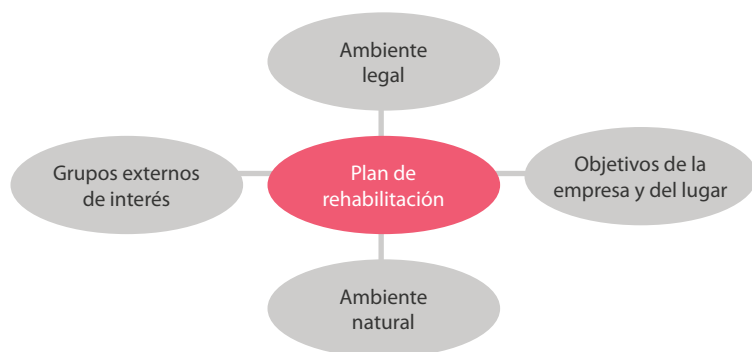 Ambiente
legal
Grupos externos
de interés
Plan de
rehabilitación
Objetivos de la
empresa y del lugar
Ambiente
natural